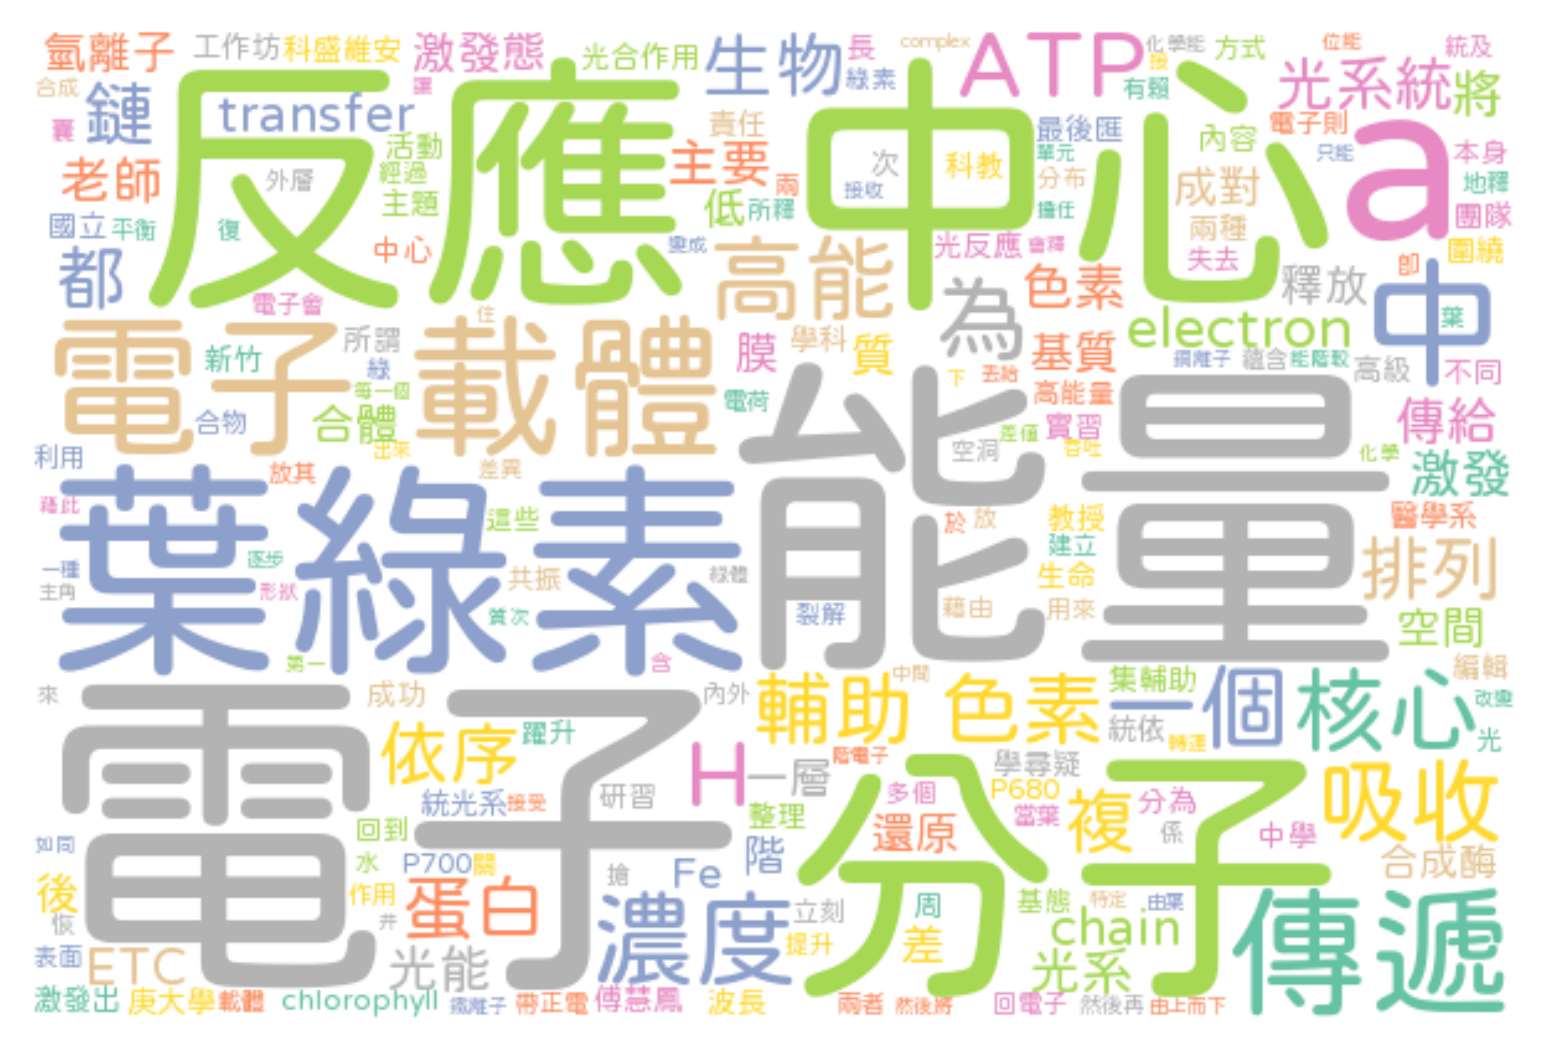 氫離子
工作坊
科盛維安
激發態
光合作用
生物
長
complex
ATP
化學能
方式
位能
統及
合成
鏈
transfer
反應中心
讓
綠素
接
有賴
光系統
將
囊
活動
責任
最後匯
內容
電子則
a
老師
外層
經過
主要
兩
次
科教
單元
只能
本身
主題
低
所釋
接收
分布
擔任
成對
地釋
國立
平衡
復
中心
變成
光反應
會釋
兩種
團隊
都
高能
失去
圍繞
卽
電子會
為
色素
釋放
中
葉
電子載體
住
所謂
新竹
綠
膜
學科
質
基質
electron
鐵離子
蘊含
能階較
高級
不同
每一個
合物
合體
電荷
下
丟給
高能量
能量
傳給
出來
空洞
差值
實習
吞吐
化學
利用
放其
差異
激發
藉此
葉綠素
這些
於
放
教授
醫學系
建立
排列
一種
逐步
共振
綠體
生命
主角
形狀
質次
裂解
藉由
用來
空間
第一
含
中間
集輔助
編輯
來
成功
內外
輔助色素
一個
核心
改變
電子
依序
躍升
統依
轉運
光
H
一層
階電子
學尋疑
P680
吸收
統光系
接受
研習
整理
多個
當葉
複
分為
分子
還原
係
中學
如同
回到
水
P700
關
搶
Fe
階
合成酶
後
作用
蛋白
濃度
立刻
周
基態
特定
由葉
傳遞
恢
井
差
chain
提升
表面
ETC
光能
光系
激發出
庚大學
載體
chlorophyll
帶正電
傅慧鳳
波長
兩者
然後將
回電子
然後再
由上而下